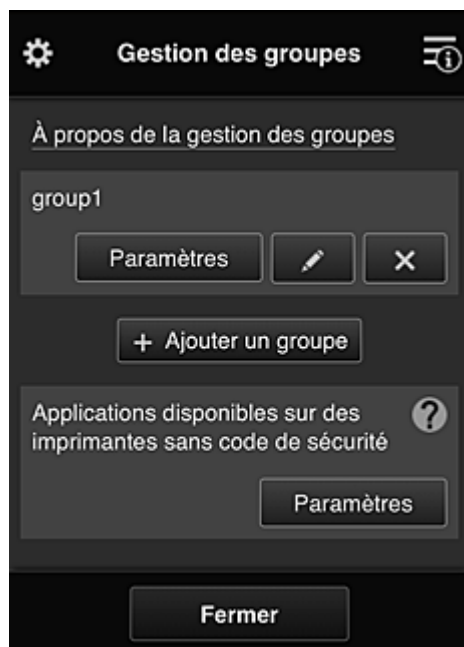 Gestion des groupes
À propos de la gestion des groupes
group1
Paramètres
+ Ajouter un groupe
Applications disponibles sur des
imprimantes sans code de sécurité
?
Paramètres
Fermer